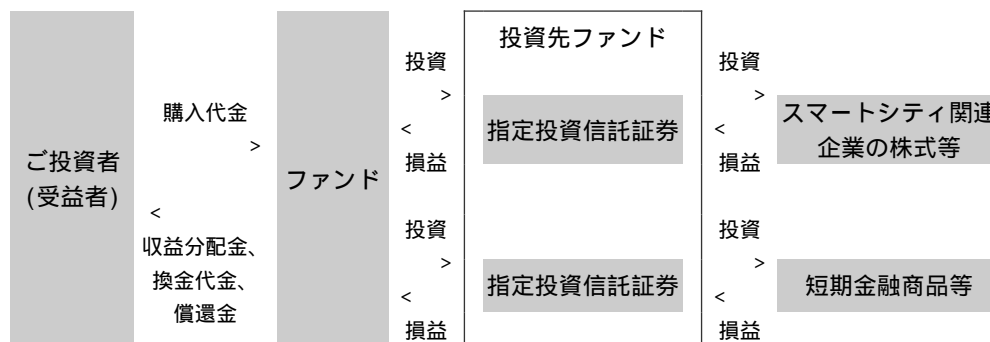 ご投資者
(受益者)
購入代金
>
<
収益分配金、
換金代金、
償還金
ファンド
投資
>
<
損益
投資
>
<
損益
投資先ファンド
指定投資信託証券
指定投資信託証券
投資
>
<
損益
投資
>
<
損益
スマートシティ関連
企業の株式等
短期金融商品等